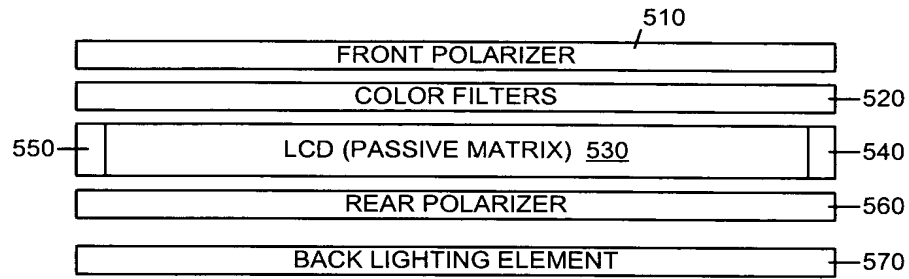 510
FRONT POLARIZER
COLOR FILTERS 520
550 LCD (PASSIVE MATRIX) 530 540
REAR POLARIZER 560
BACK LIGHTING ELEMENT 570